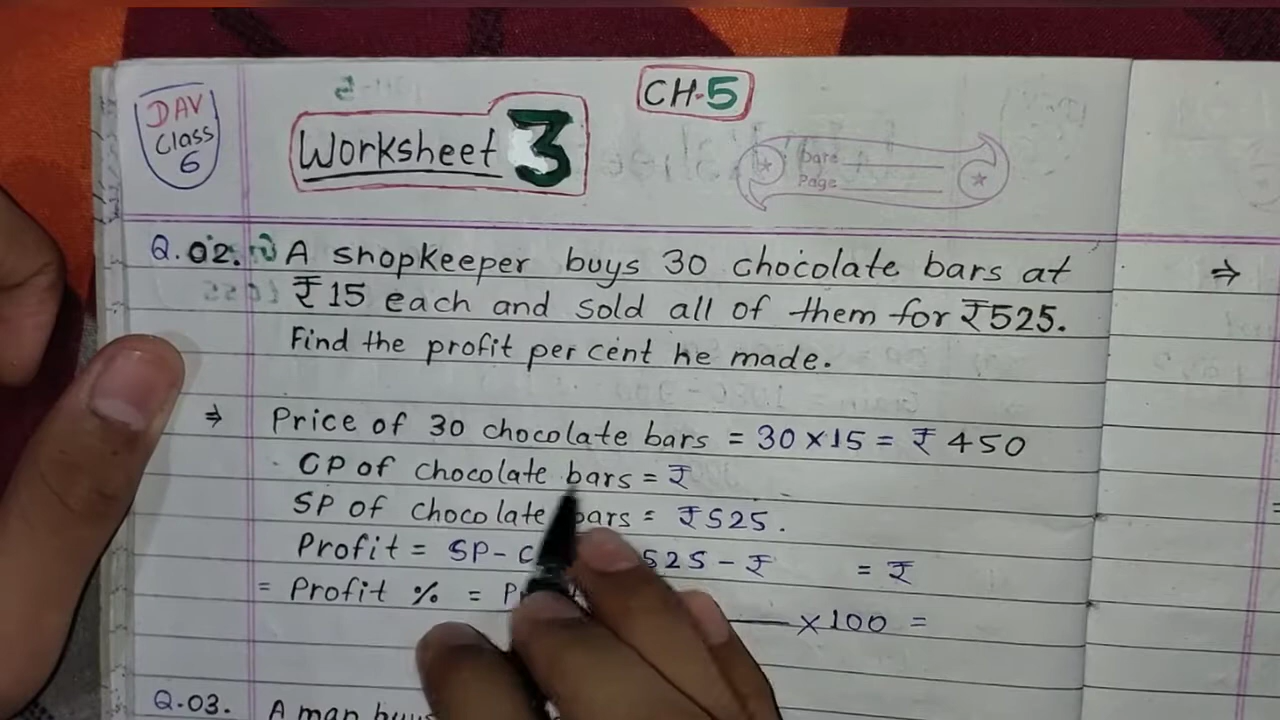 DAV
Class
6
Worksheet 3
CH-5
Date
Page
Q.02. i) A shopkeeper buys 30 chocolate bars at
₹15 each and sold all of them for ₹525.
Find the profit per cent he made.
⇒ Price of 30 chocolate bars = 30×15 = ₹450
CP of chocolate bars = ₹
SP of chocolate bars = ₹525.
Profit = SP- 525 - ₹ = ₹
= Profit % = ×100 =
Q.03. A man
⇒